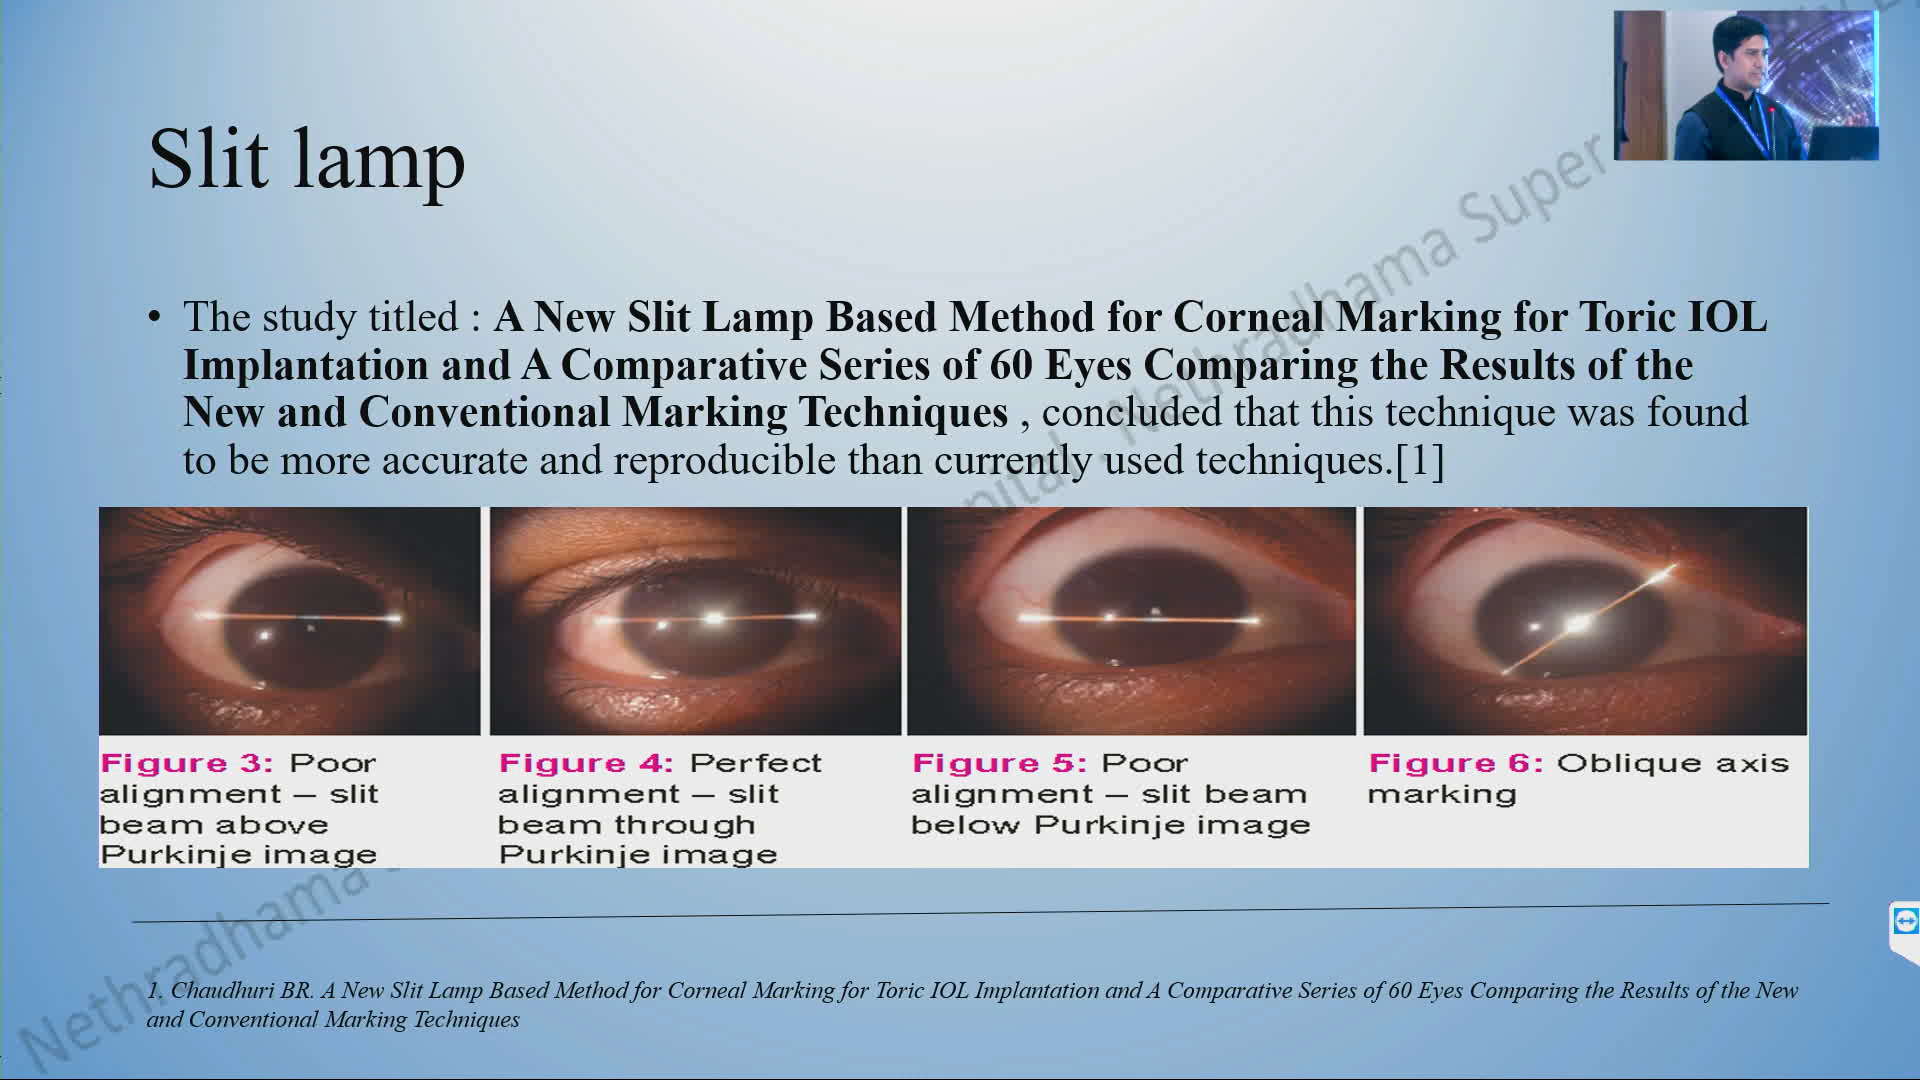 Slit lamp
• The study titled : A New Slit Lamp Based Method for Corneal Marking for Toric IOL
Implantation and A Comparative Series of 60 Eyes Comparing the Results of the
New and Conventional Marking Techniques , concluded that this technique was found
to be more accurate and reproducible than currently used techniques.[1]
Figure 3: Poor
alignment – slit
beam above
Purkinje image
Figure 4: Perfect
alignment – slit
beam through
Purkinje image
Figure 5: Poor
alignment – slit beam
below Purkinje image
Figure 6: Oblique axis
marking
1. Chaudhuri BR. A New Slit Lamp Based Method for Corneal Marking for Toric IOL Implantation and A Comparative Series of 60 Eyes Comparing the Results of the New
and Conventional Marking Techniques
Nethradhama Super
Nethradhama